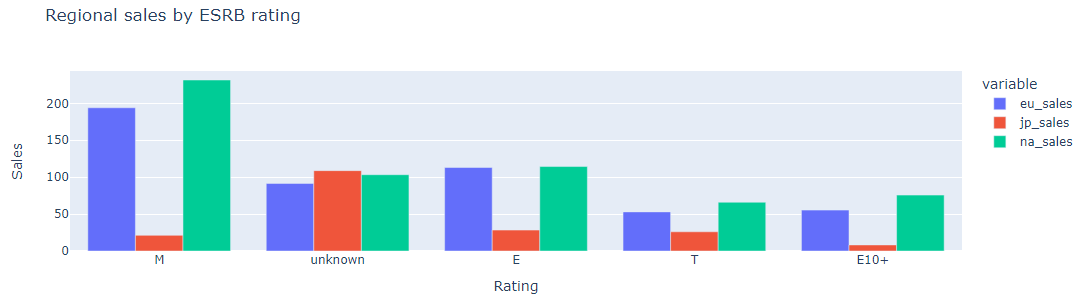 Regional sales by ESRB rating
variable
eu_sales
jp_sales
na_sales
Sales
200
150
100
50
0
M
unknown
E
T
E10+
Rating